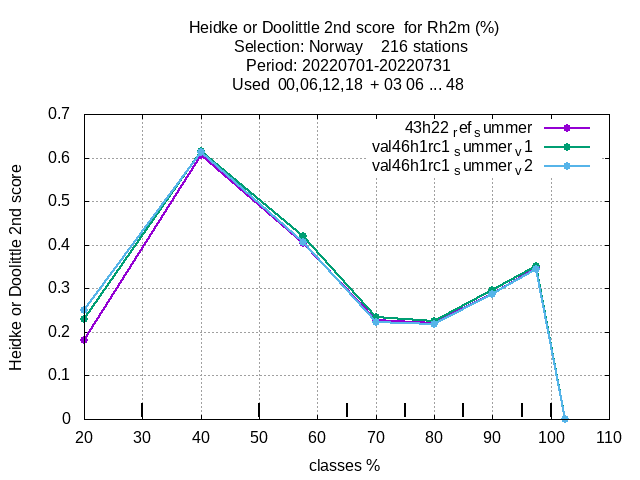 Heidke or Doolittle 2nd score  for Rh2m (%)
Selection: Norway    216 stations
Period: 20220701-20220731
Used  00,06,12,18  + 03 06 ... 48
0.7
0.6
0.5
0.4
0.3
0.2
0.1
0
Heidke or Doolittle 2nd score
43h22 ref summer
val46h1rc1 summer v1
val46h1rc1 summer v2
20 30 40 50 60 70 80 90 100 110
classes %